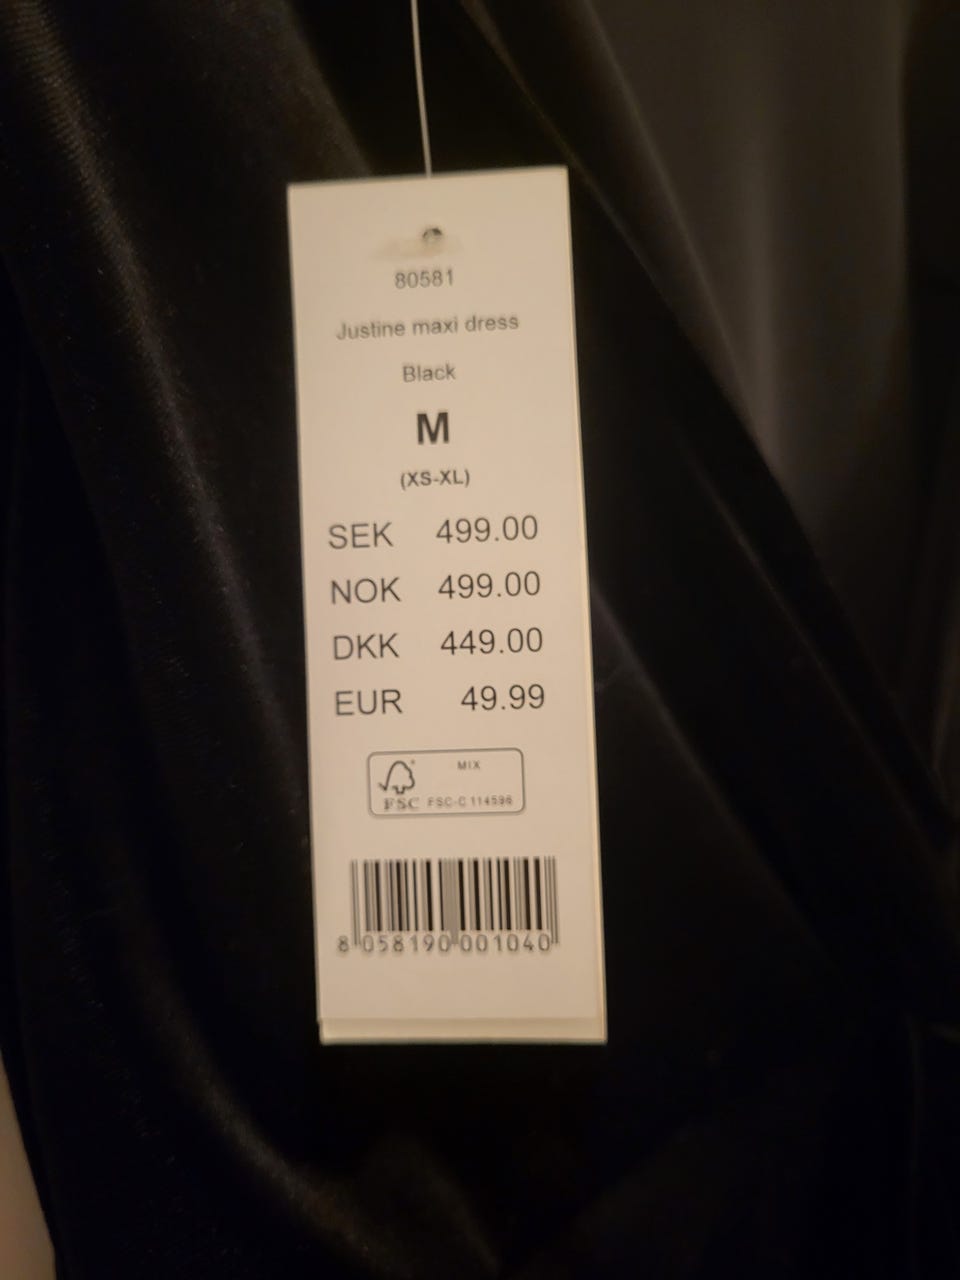 80581
Justine maxi dress
Black
M
(XS-XL)
SEK 499.00
NOK 499.00
DKK 449.00
EUR 49.99
MIX
FSC FSC-C 114596
8 058190 001040